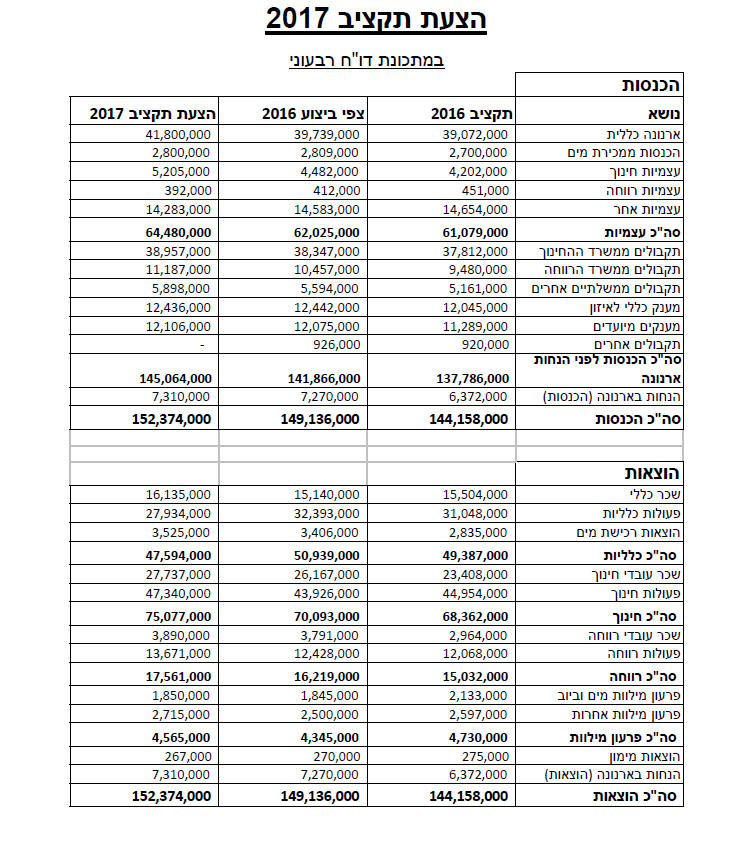 הצעת תקציב 2017
במתכונת דו"ח רבעוני
הכנסות
נושא תקציב 2016 צפי ביצוע 2016 הצעת תקציב 2017
ארנונה כללית 39,072,000 39,739,000 41,800,000
הכנסות ממכירת מים 2,700,000 2,809,000 2,800,000
עצמיות חינוך 4,202,000 4,482,000 5,205,000
עצמיות רווחה 451,000 412,000 392,000
עצמיות אחר 14,654,000 14,583,000 14,283,000
סה"כ עצמיות 61,079,000 62,025,000 64,480,000
תקבולים ממשרד ההחינוך 37,812,000 38,347,000 38,957,000
תקבולים ממשרד הרווחה 9,480,000 10,457,000 11,187,000
תקבולים ממשלתיים אחרים 5,161,000 5,594,000 5,898,000
מענק כללי לאיזון 12,045,000 12,442,000 12,436,000
מענקים מיועדים 11,289,000 12,075,000 12,106,000
תקבולים אחרים 920,000 926,000 -
סה"כ הכנסות לפני הנחות
ארנונה 137,786,000 141,866,000 145,064,000
הנחות בארנונה (הכנסות) 6,372,000 7,270,000 7,310,000
סה"כ הכנסות 144,158,000 149,136,000 152,374,000
הוצאות
שכר כללי 15,504,000 15,140,000 16,135,000
פעולות כלליות 31,048,000 32,393,000 27,934,000
הוצאות רכישת מים 2,835,000 3,406,000 3,525,000
סה"כ כלליות 49,387,000 50,939,000 47,594,000
שכר עובדי חינוך 23,408,000 26,167,000 27,737,000
פעולות חינוך 44,954,000 43,926,000 47,340,000
סה"כ חינוך 68,362,000 70,093,000 75,077,000
שכר עובדי רווחה 2,964,000 3,791,000 3,890,000
פעולות רווחה 12,068,000 12,428,000 13,671,000
סה"כ רווחה 15,032,000 16,219,000 17,561,000
פרעון מילוות מים וביוב 2,133,000 1,845,000 1,850,000
פרעון מילוות אחרות 2,597,000 2,500,000 2,715,000
סה"כ פרעון מילוות 4,730,000 4,345,000 4,565,000
הוצאות מימון 275,000 270,000 267,000
הנחות בארנונה (הוצאות) 6,372,000 7,270,000 7,310,000
סה"כ הוצאות 144,158,000 149,136,000 152,374,000